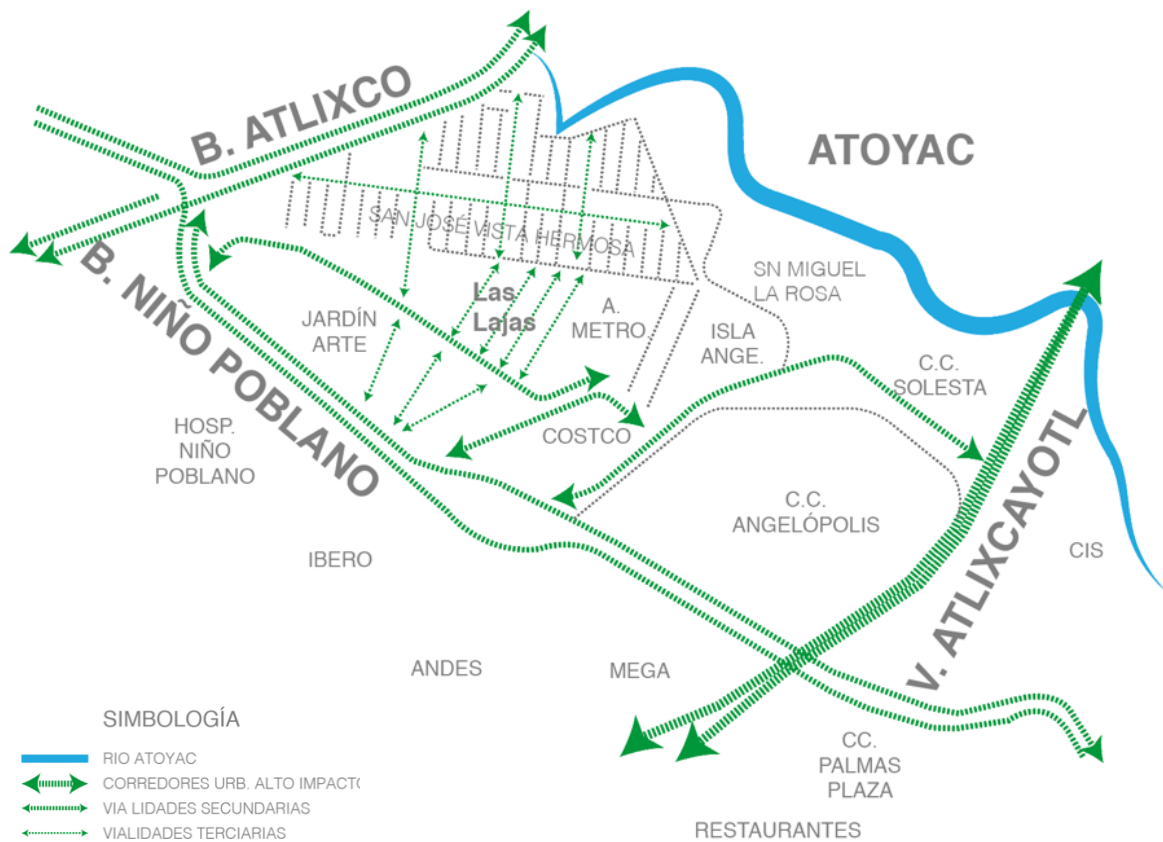 B. ATLIXCO
ATOYAC
SAN JOSÉ VISTA HERMOSA
B. NIÑO POBLANO
SN MIGUEL
LA ROSA
Las
Lajas
JARDÍN
ARTE
A.
METRO
ISLA
ANGE.
C.C.
SOLESTA
HOSP.
NIÑO
POBLANO
COSTCO
C.C.
ANGELÓPOLIS
V. ATLIXCAYOTL
CIS
IBERO
ANDES
MEGA
CC.
PALMAS
PLAZA
RESTAURANTES
SIMBOLOGÍA
RIO ATOYAC
CORREDORES URB. ALTO IMPACTO
VIA LIDADES SECUNDARIAS
VIALIDADES TERCIARIAS